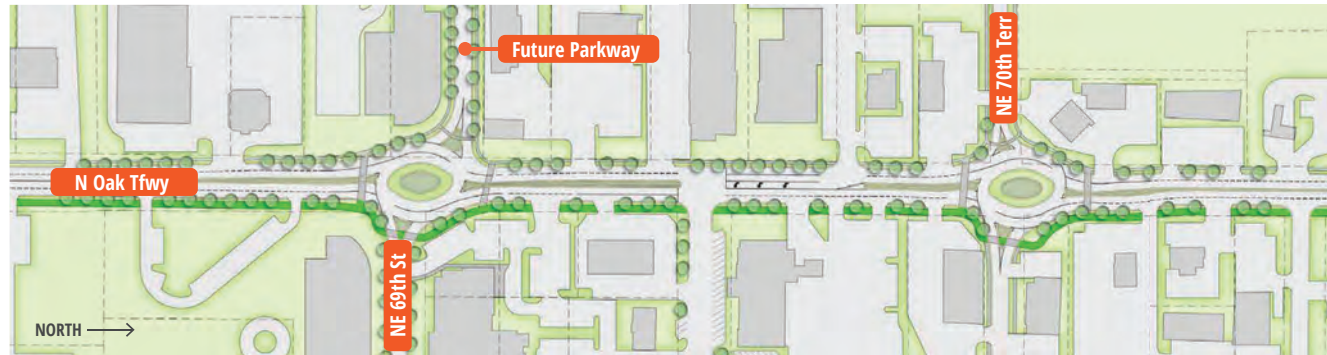 Future Parkway
NE 70th Terr
N Oak Tfwy
NE 69th St
NORTH